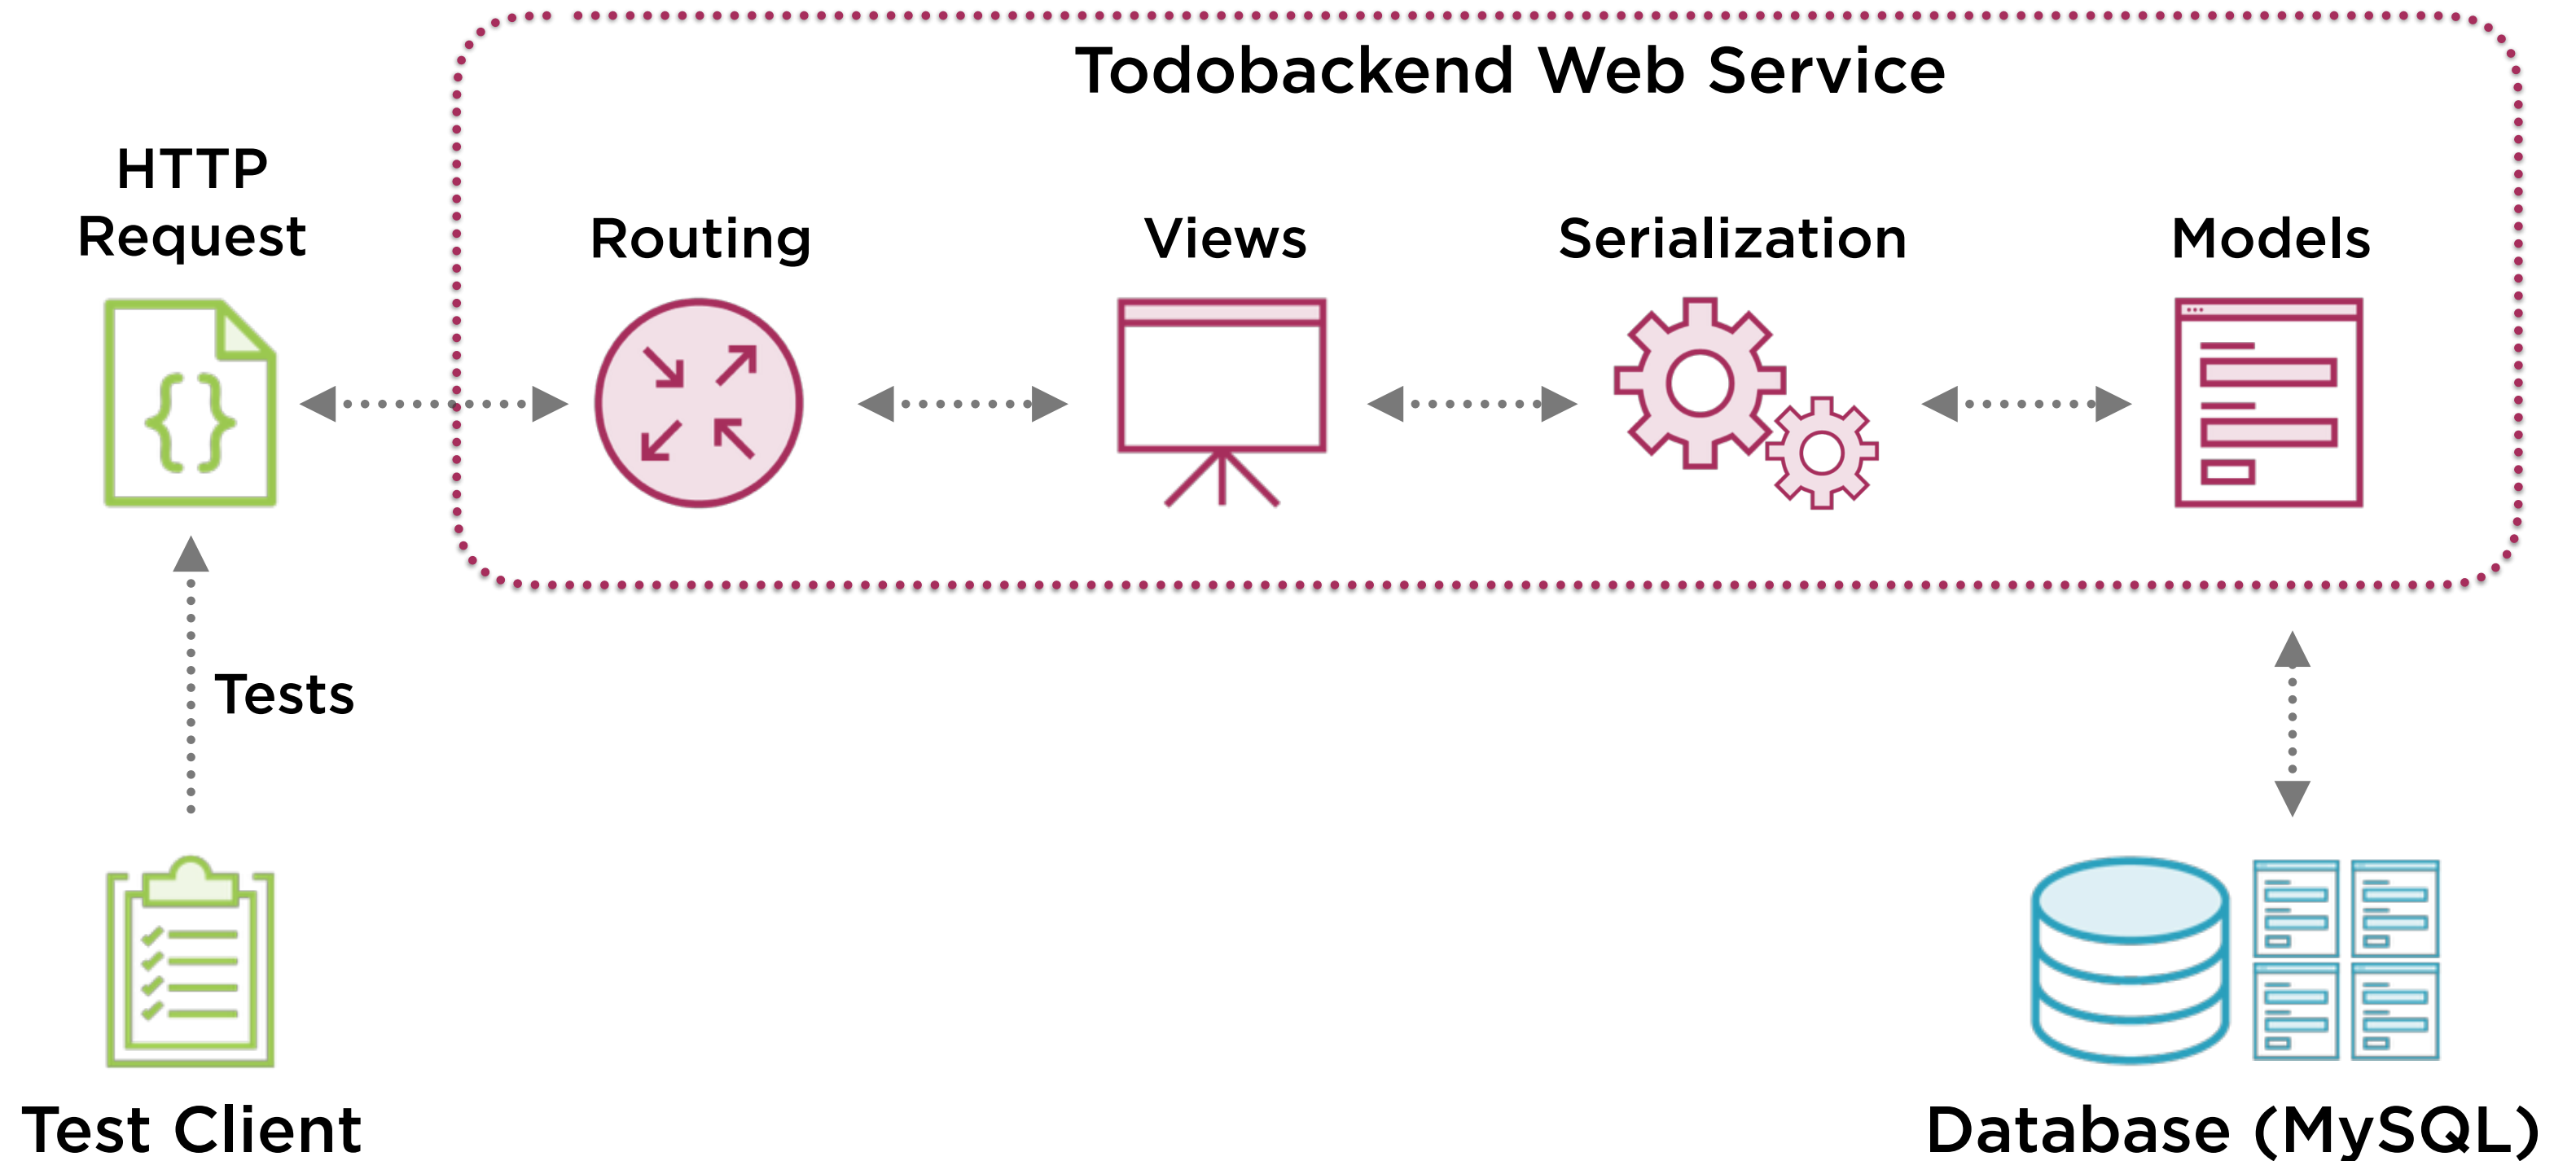 Todobackend Web Service
HTTP
Request
Routing
Views
Serialization
Models
Tests
Test Client
Database (MySQL)